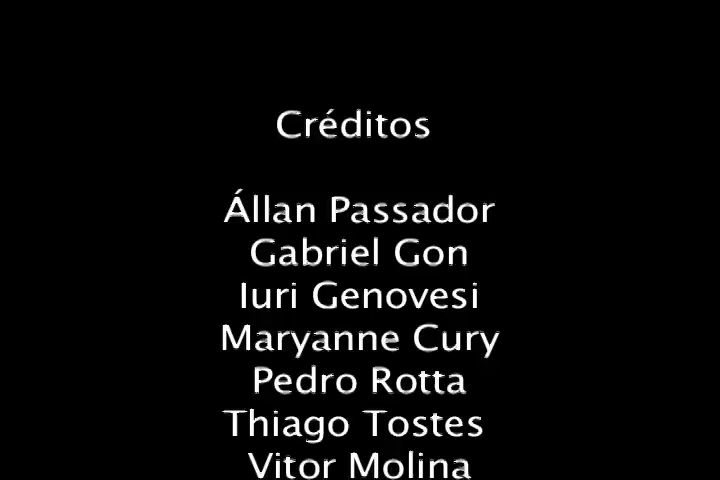 Créditos
Állan Passador
Gabriel Gon
Iuri Genovesi
Maryanne Cury
Pedro Rotta
Thiago Tostes
Vitor Molina